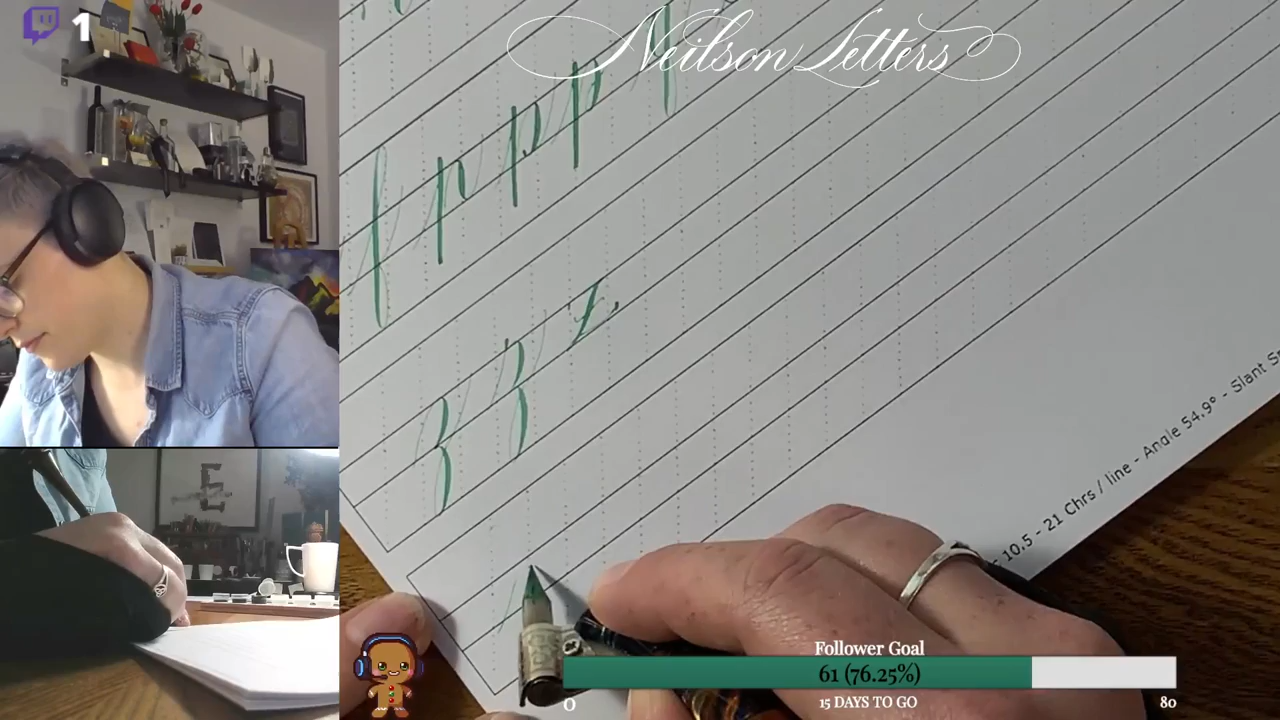 1
Neilson Letters
f p p p f
z z z,
10.5 - 21 Chrs / line - Angle 54.9° - Slant
Follower Goal
61 (76.25%)
0 15 DAYS TO GO 80